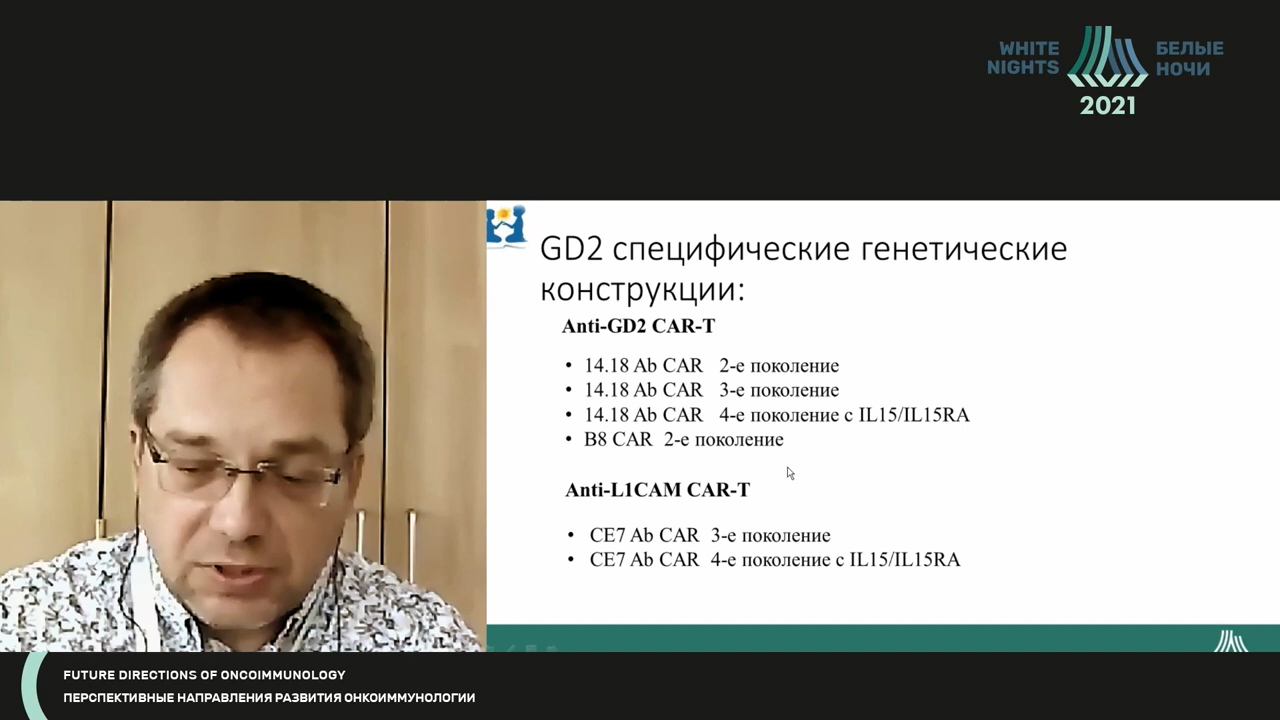 WHITE
NIGHTS
БЕЛЫЕ
НОЧИ
2021
GD2 специфические генетические
конструкции:
Anti-GD2 CAR-T
• 14.18 Ab CAR 2-е поколение
• 14.18 Ab CAR 3-е поколение
• 14.18 Ab CAR 4-е поколение с IL15/IL15RA
• B8 CAR 2-е поколение
Anti-L1CAM CAR-T
• CE7 Ab CAR 3-е поколение
• CE7 Ab CAR 4-е поколение с IL15/IL15RA
FUTURE DIRECTIONS OF ONCOIMMUNOLOGY
ПЕРСПЕКТИВНЫЕ НАПРАВЛЕНИЯ РАЗВИТИЯ ОНКОИММУНОЛОГИИ